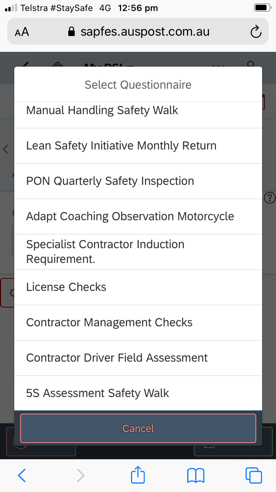 Telstra #StaySafe 4G 12:56 pm
AA sapfes.auspost.com.au
Select Questionnaire
Manual Handling Safety Walk
Lean Safety Initiative Monthly Return
PON Quarterly Safety Inspection
Adapt Coaching Observation Motorcycle
Specialist Contractor Induction
Requirement.
License Checks
Contractor Management Checks
Contractor Driver Field Assessment
5S Assessment Safety Walk
Cancel